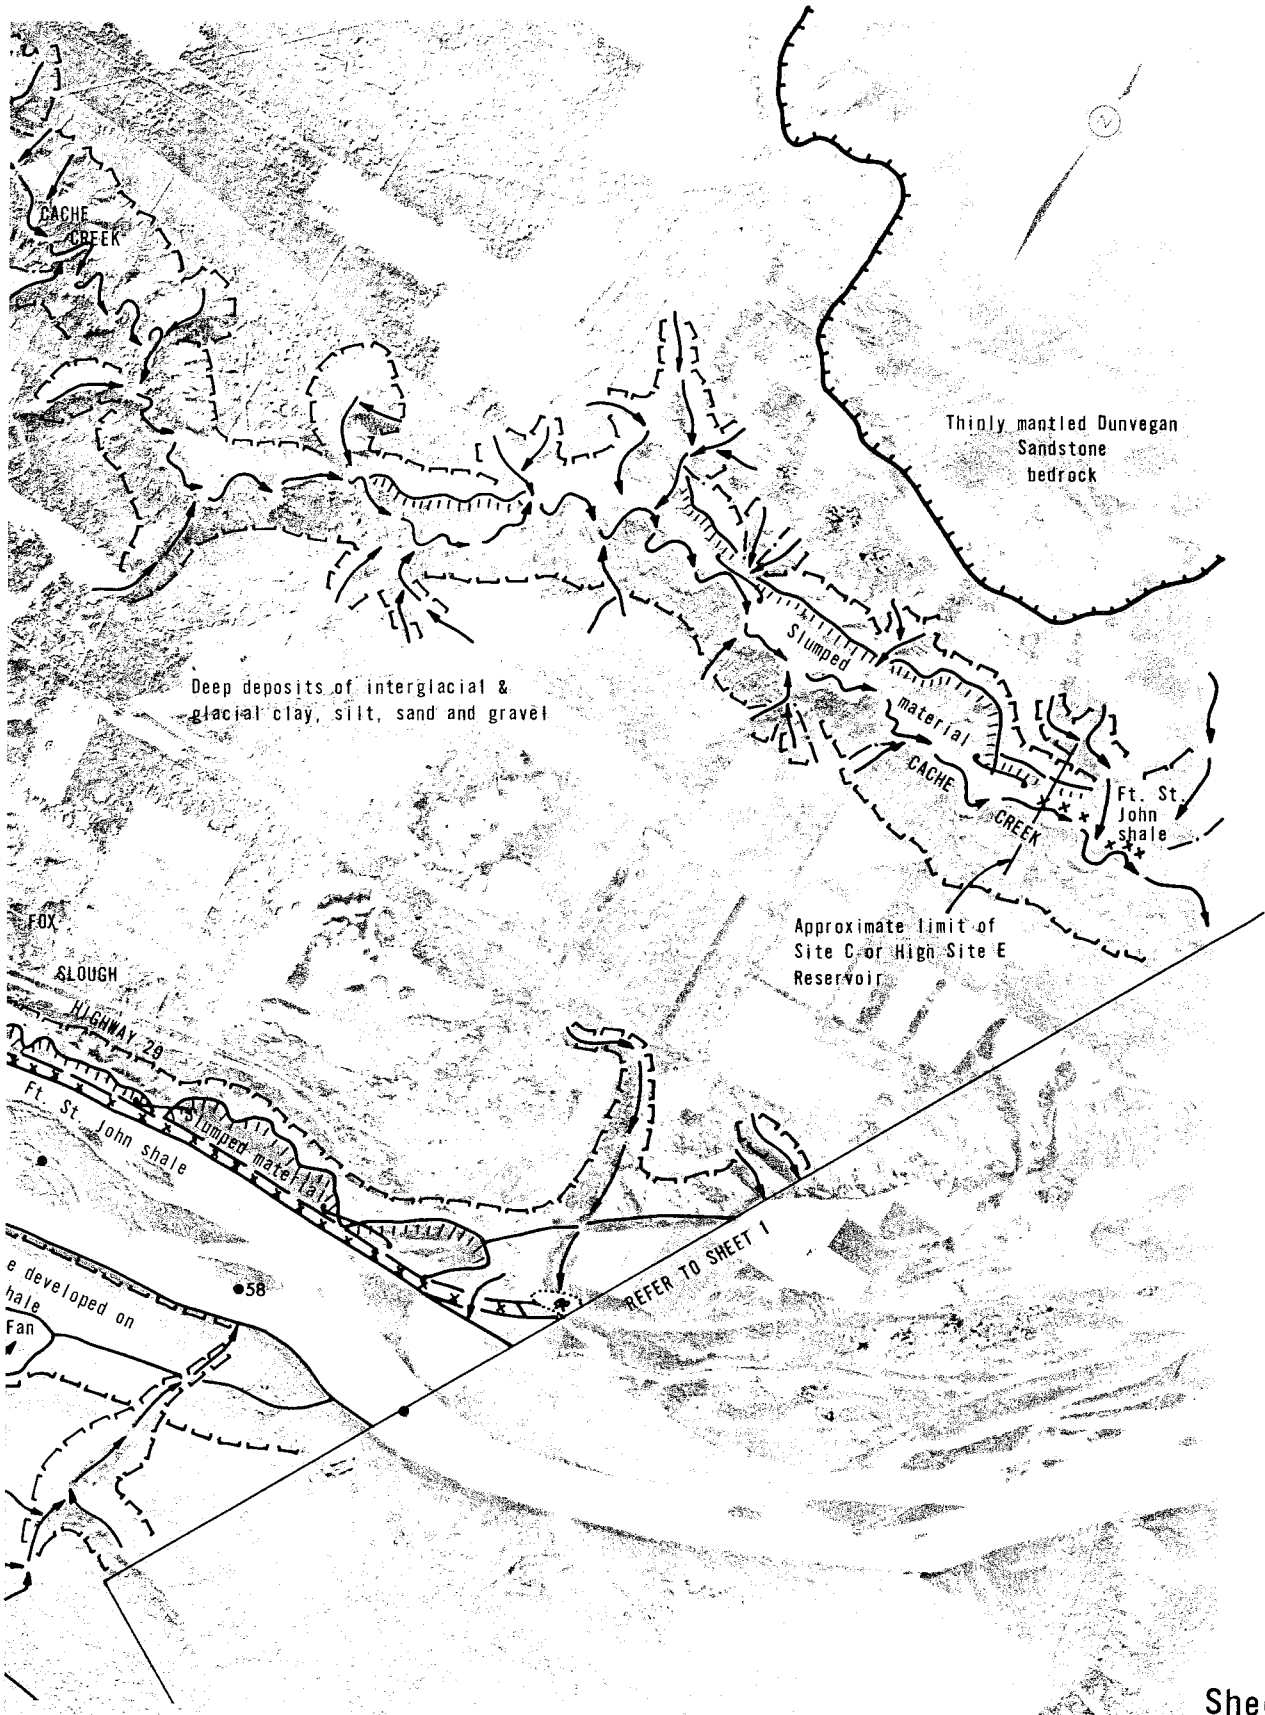 CACHE
CREEK
Thinly mantled Dunvegan
Sandstone
bedrock
Deep deposits of interglacial &
glacial clay, silt, sand and gravel
Slumped
material
CACHE
CREEK
Ft. St.
John
shale
Approximate limit of
Site C or High Site E
Reservoir
FOX
SLOUGH
HIGHWAY 29
Ft. St. John shale
Slumped material
58
REFER TO SHEET 1
e developed on
hale
Fan
She